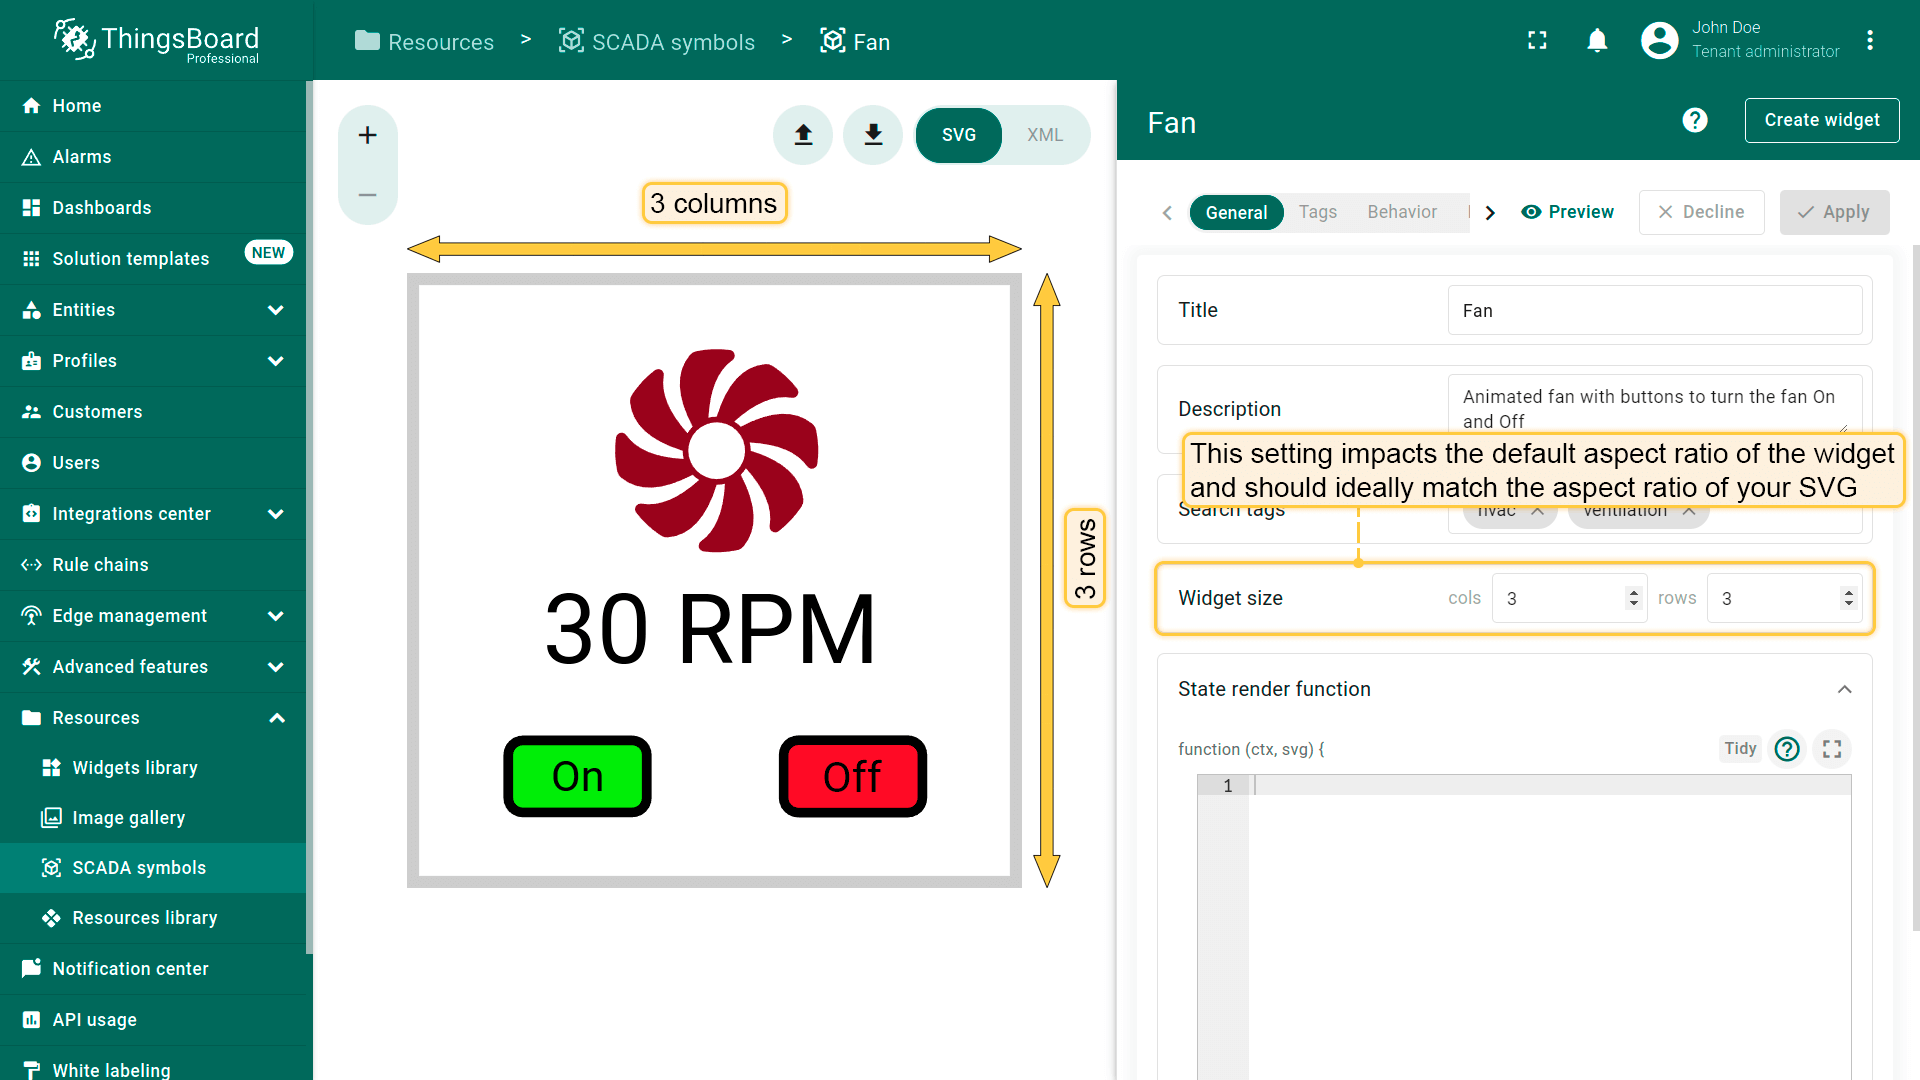 ThingsBoard
Professional
Resources > SCADA symbols > Fan
John Doe
Tenant administrator
Home
Alarms
Dashboards
Solution templates NEW
Entities
Profiles
Customers
Users
Integrations center
Rule chains
Edge management
Advanced features
Resources
Widgets library
Image gallery
SCADA symbols
Resources library
Notification center
API usage
White labeling
+
−
SVG XML
3 columns
3 rows
30 RPM
On Off
Fan
? Create widget
General Tags Behavior Preview Decline Apply
Title Fan
Description
Animated fan with buttons to turn the fan On
and Off
This setting impacts the default aspect ratio of the widget
and should ideally match the aspect ratio of your SVG
Search tags hvac ventilation
Widget size cols 3 rows 3
State render function
function (ctx, svg) { Tidy ?
1